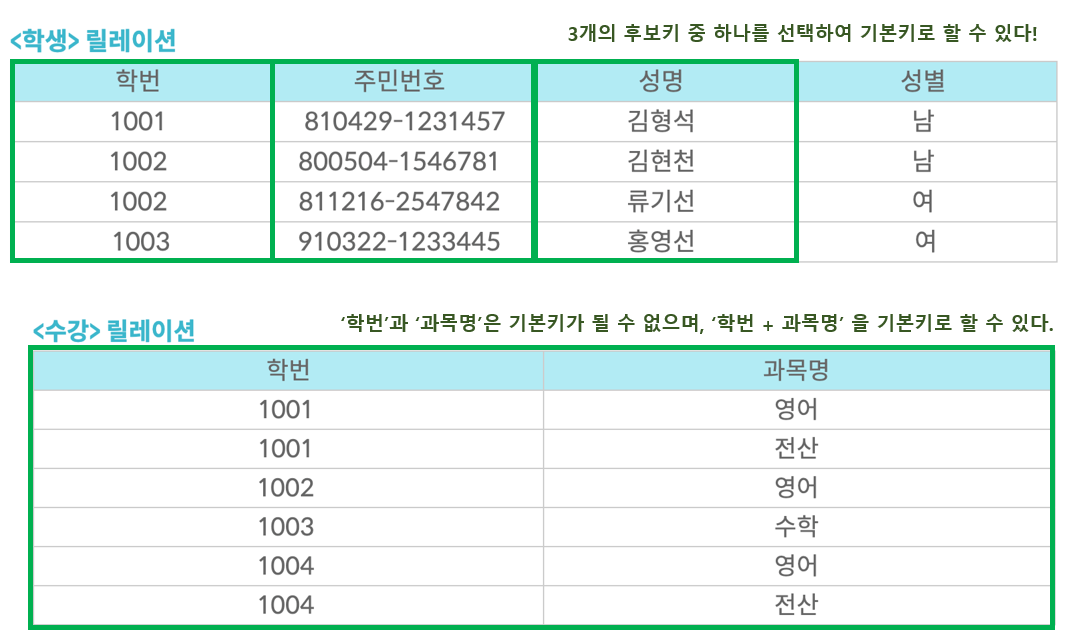 <학생> 릴레이션
3개의 후보키 중 하나를 선택하여 기본키로 할 수 있다!
학번 주민번호 성명 성별
1001 810429-1231457 김형석 남
1002 800504-1546781 김현천 남
1002 811216-2547842 류기선 여
1003 910322-1233445 홍영선 여
<수강> 릴레이션
‘학번’과 ‘과목명’은 기본키가 될 수 없으며, ‘학번 + 과목명’ 을 기본키로 할 수 있다.
학번 과목명
1001 영어
1001 전산
1002 영어
1003 수학
1004 영어
1004 전산